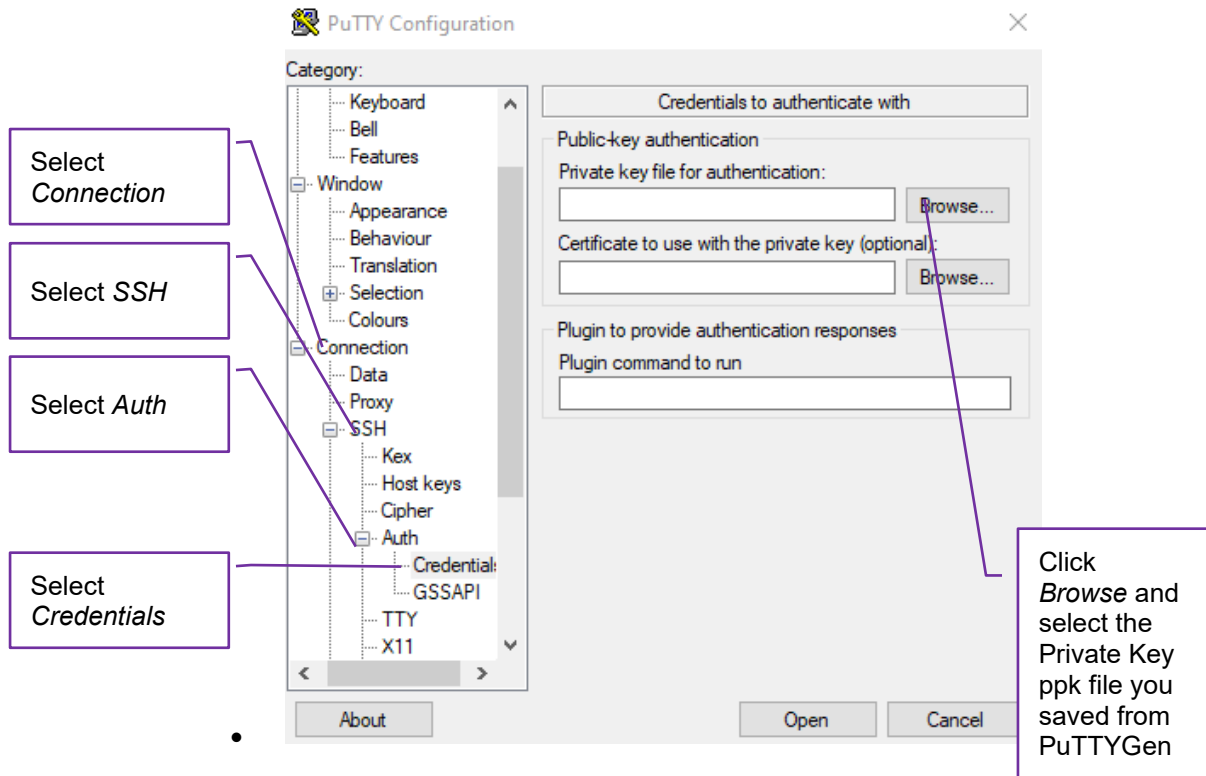 PuTTY Configuration
Category:
Keyboard
Bell
Features
Window
Appearance
Behaviour
Translation
Selection
Colours
Connection
Data
Proxy
SSH
Kex
Host keys
Cipher
Auth
Credentials
GSSAPI
TTY
X11
Credentials to authenticate with
Public-key authentication
Private key file for authentication:
Browse...
Certificate to use with the private key (optional):
Browse...
Plugin to provide authentication responses
Plugin command to run
About
Open
Cancel
Select
Connection
Select SSH
Select Auth
Select
Credentials
Click
Browse and
select the
Private Key
ppk file you
saved from
PuTTYGen